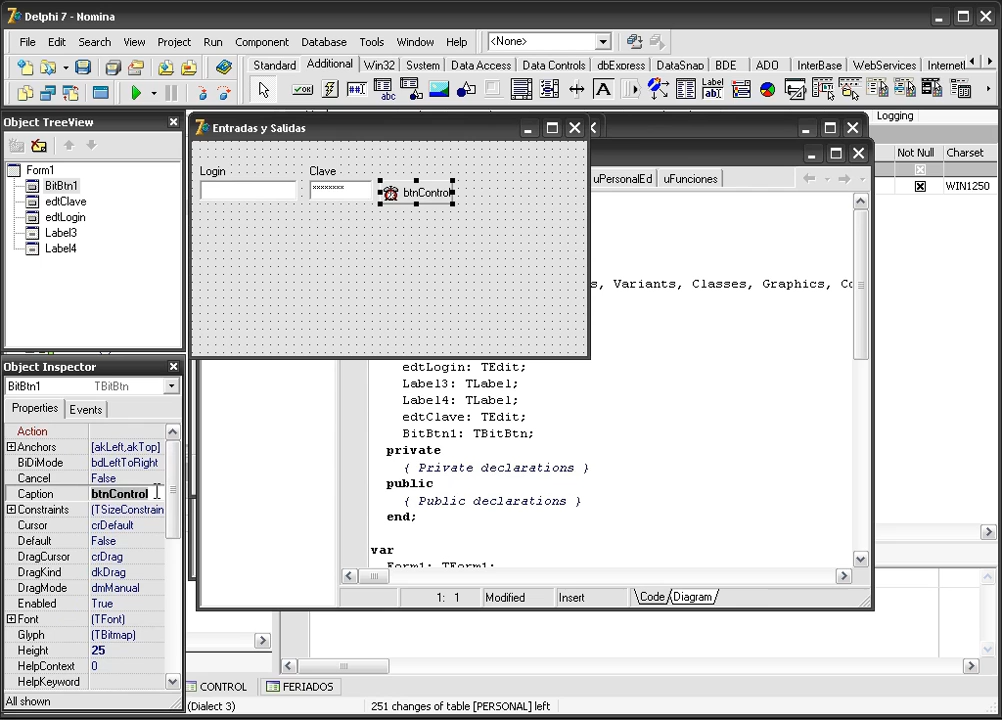 Delphi 7 - Nomina
File Edit Search View Project Run Component Database Tools Window Help <None>
Standard Additional Win32 System Data Access Data Controls dbExpress DataSnap BDE ADO InterBase WebServices
OK
abc
Label
Object TreeView
Form1
BitBtn1
edtClave
edtLogin
Label3
Label4
Entradas y Salidas
Login Clave
xxxxxxxx
btnControl
Logging
Not Null Charset
WIN1250
uPersonalEd uFunciones
s, Variants, Classes, Graphics,
edtLogin: TEdit;
Label3: TLabel;
Label4: TLabel;
edtClave: TEdit;
BitBtn1: TBitBtn;
private
{ Private declarations }
public
{ Public declarations }
end;
var
Form1: TForm1;
1: 1 Modified Insert Code Diagram
Object Inspector
BitBtn1 TBitBtn
Properties Events
Action
Anchors [akLeft,akTop]
BiDiMode bdLeftToRight
Cancel False
Caption btnControl
Constraints (TSizeConstrain
Cursor crDefault
Default False
DragCursor crDrag
DragKind dkDrag
DragMode dmManual
Enabled True
Font (TFont)
Glyph (TBitmap)
Height 25
HelpContext 0
HelpKeyword
All shown
CONTROL FERIADOS
(Dialect 3) 251 changes of table [PERSONAL] left